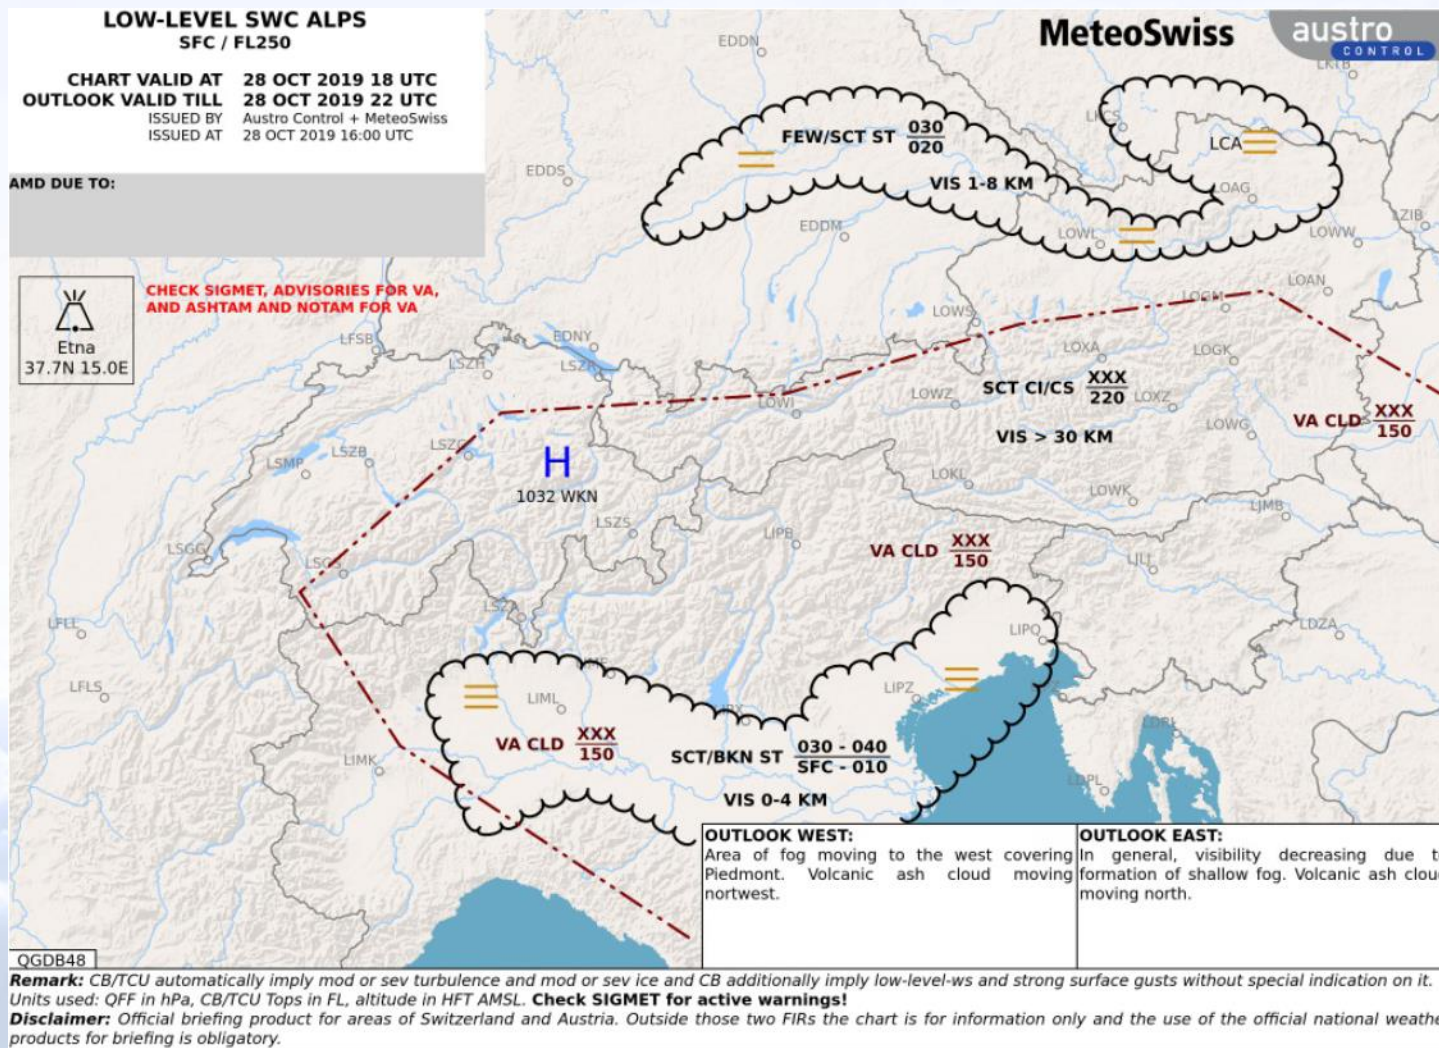 LOW-LEVEL SWC ALPS
SFC / FL250
CHART VALID AT 28 OCT 2019 18 UTC
OUTLOOK VALID TILL 28 OCT 2019 22 UTC
ISSUED BY Austro Control + MeteoSwiss
ISSUED AT 28 OCT 2019 16:00 UTC
AMD DUE TO:
MeteoSwiss
austro
CONTROL
Etna
37.7N 15.0E
CHECK SIGMET, ADVISORIES FOR VA,
AND ASHTAM AND NOTAM FOR VA
EDDN
LKTB
LKCS
FEW/SCT ST 030
020
LCA
EDDS
VIS 1-8 KM
LOAG
EDDM
LOWL
LOWW
LZIB
LOAN
LOWS
LFSB
EDNY
LSZH
LOXA
LOGK
SCT CI/CS XXX
220
LOWI
LOWZ
LOXZ
VA CLD XXX
150
LOWG
VIS > 30 KM
LSZB
LSMP
H
1032 WKN
LOKL
LOWK
LJMB
LSZS
LIPB
LSGG
VA CLD XXX
150
LJLJ
LSGS
LFLL
LIPQ
LDZA
LFLS
LIPZ
LIML
VA CLD XXX
150
SCT/BKN ST 030 - 040
SFC - 010
LIMK
LDPL
VIS 0-4 KM
OUTLOOK WEST:
Area of fog moving to the west covering
Piedmont. Volcanic ash cloud moving
nortwest.
OUTLOOK EAST:
In general, visibility decreasing due t
formation of shallow fog. Volcanic ash clou
moving north.
QGDB48
Remark: CB/TCU automatically imply mod or sev turbulence and mod or sev ice and CB additionally imply low-level-ws and strong surface gusts without special indication on it.
Units used: QFF in hPa, CB/TCU Tops in FL, altitude in HFT AMSL. Check SIGMET for active warnings!
Disclaimer: Official briefing product for areas of Switzerland and Austria. Outside those two FIRs the chart is for information only and the use of the official national weathe
products for briefing is obligatory.